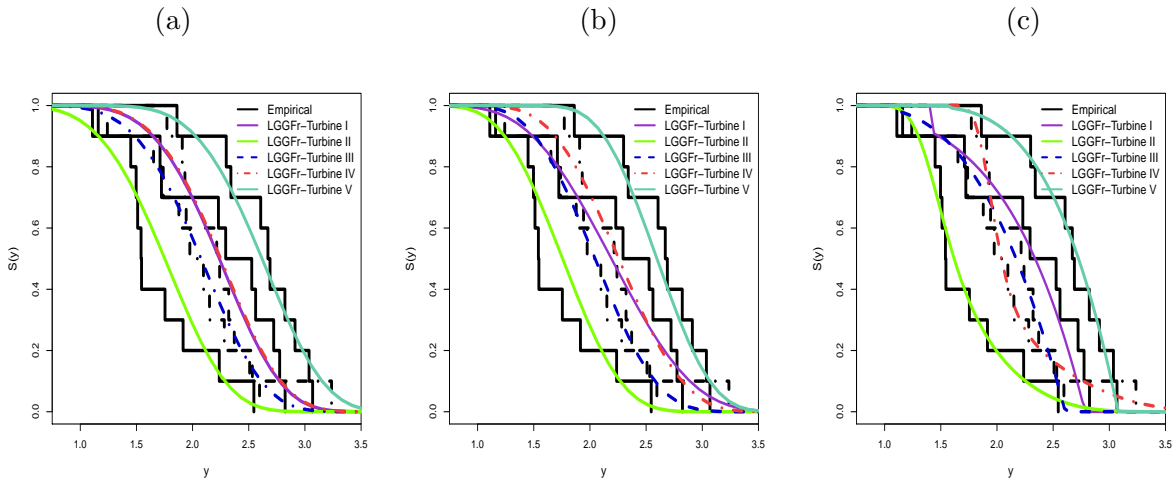 (a)
S(y)
1.0
0.8
0.6
0.4
0.2
0.0
Empirical
LGGFr−Turbine I
LGGFr−Turbine II
LGGFr−Turbine III
LGGFr−Turbine IV
LGGFr−Turbine V
1.0 1.5 2.0 2.5 3.0 3.5
y
(b)
S(y)
1.0
0.8
0.6
0.4
0.2
0.0
Empirical
LGGFr−Turbine I
LGGFr−Turbine II
LGGFr−Turbine III
LGGFr−Turbine IV
LGGFr−Turbine V
1.0 1.5 2.0 2.5 3.0 3.5
y
(c)
S(y)
1.0
0.8
0.6
0.4
0.2
0.0
Empirical
LGGFr−Turbine I
LGGFr−Turbine II
LGGFr−Turbine III
LGGFr−Turbine IV
LGGFr−Turbine V
1.0 1.5 2.0 2.5 3.0 3.5
y